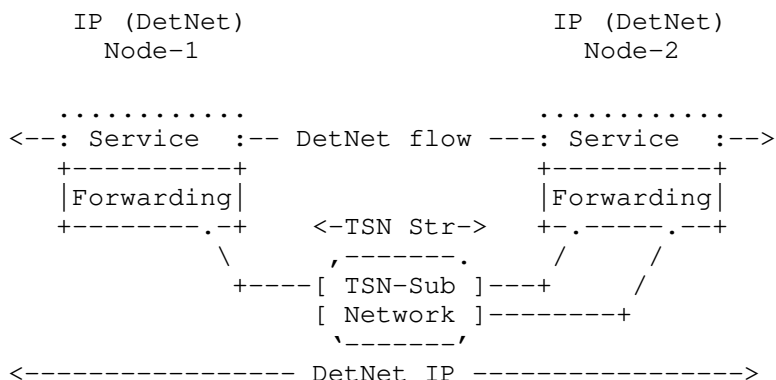 IP (DetNet)                    IP (DetNet)
Node-1                         Node-2
............                   ............
<--: Service  :-- DetNet flow ---: Service  :-->
+----------+                   +----------+
|Forwarding|                   |Forwarding|
+--------.-+    <-TSN Str->    +-.-----.--+
\      ,-------.     /     /
+----[ TSN-Sub ]---+     /
[ Network ]--------+
`-------'
<----------------- DetNet IP ----------------->